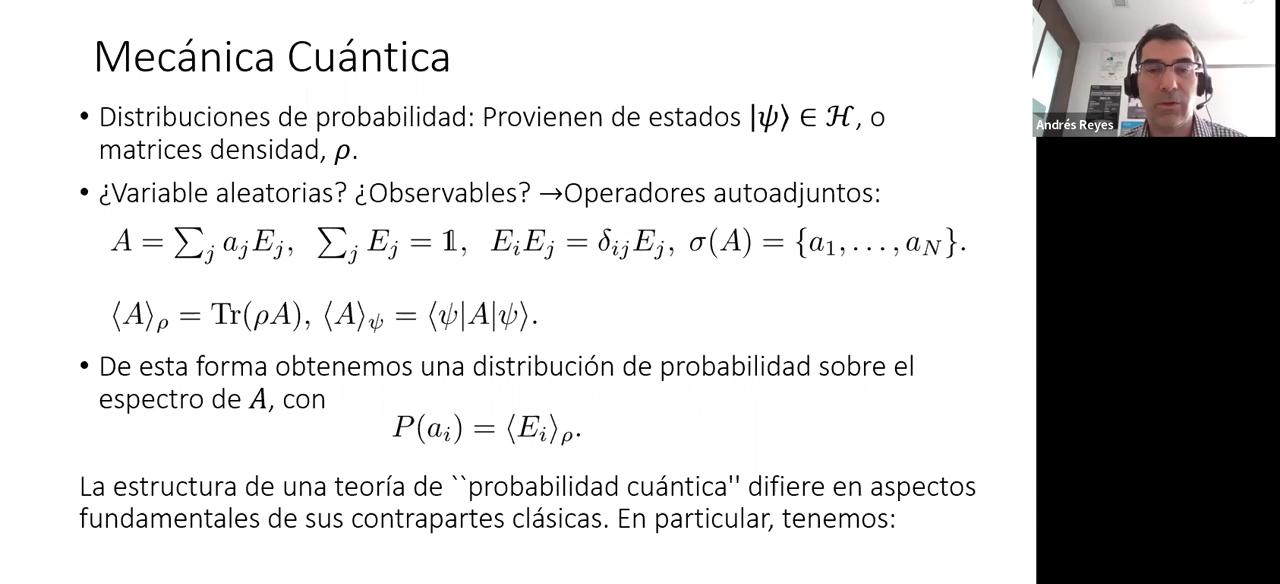 Mecánica Cuántica
• Distribuciones de probabilidad: Provienen de estados |ψ⟩ ∈ ℋ, o
matrices densidad, ρ.
• ¿Variable aleatorias? ¿Observables? →Operadores autoadjuntos:
A = ∑_j a_j E_j, ∑_j E_j = 𝟙, E_i E_j = δ_ij E_j, σ(A) = {a_1, . . . , a_N}.
⟨A⟩_ρ = Tr(ρA), ⟨A⟩_ψ = ⟨ψ|A|ψ⟩.
• De esta forma obtenemos una distribución de probabilidad sobre el
espectro de A, con
P(a_i) = ⟨E_i⟩_ρ.
La estructura de una teoría de ``probabilidad cuántica'' difiere en aspectos
fundamentales de sus contrapartes clásicas. En particular, tenemos:
Andrés Reyes